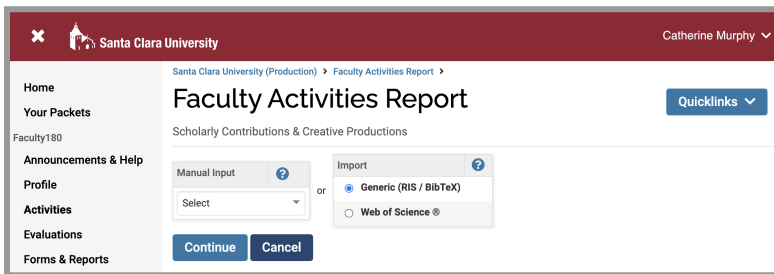 Santa Clara University
Catherine Murphy
Home
Your Packets
Faculty180
Announcements & Help
Profile
Activities
Evaluations
Forms & Reports
Santa Clara University (Production) > Faculty Activities Report >
Faculty Activities Report
Quicklinks
Scholarly Contributions & Creative Productions
Manual Input ?
Select
or
Import ?
Generic (RIS / BibTeX)
Web of Science ®
Continue Cancel